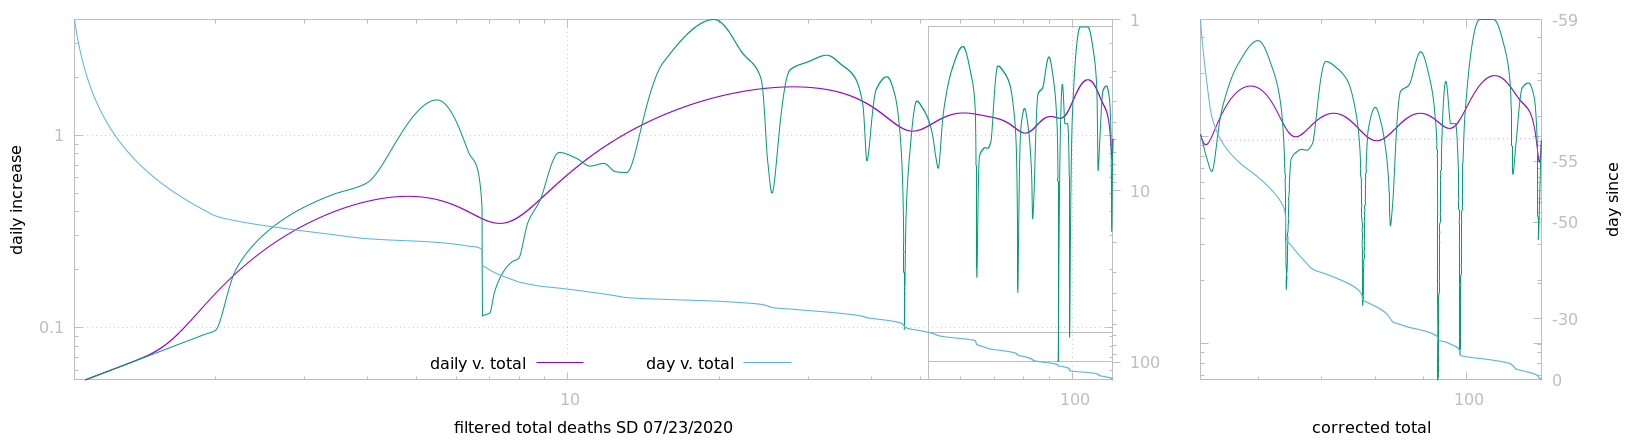 1 -59
daily increase 1 -55 day since
10 -50
0.1 -30
daily v. total day v. total 100
0
10 100 100
filtered total deaths SD 07/23/2020 corrected total